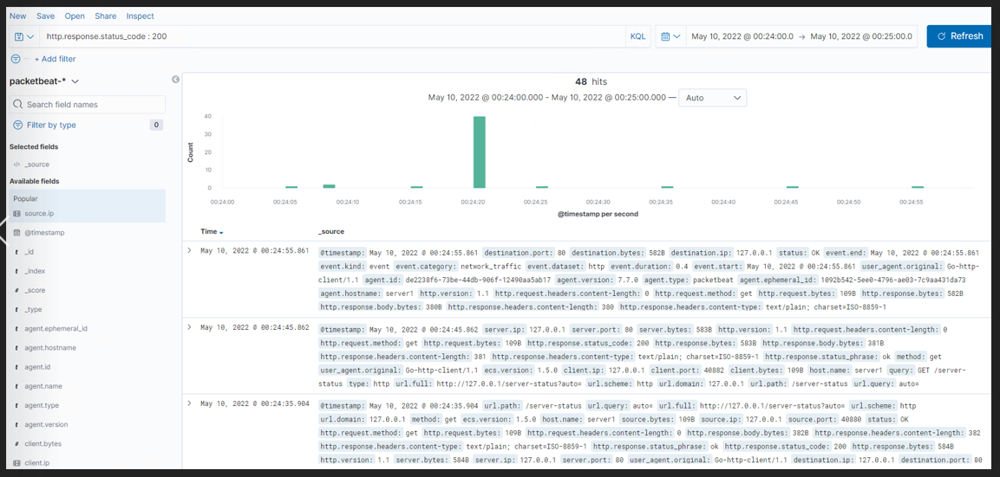 New Save Open Share Inspect
http.response.status_code : 200 KQL May 10, 2022 @ 00:24:00.0 → May 10, 2022 @ 00:25:00.0 Refresh
+ Add filter
packetbeat-*
Search field names
Filter by type 0
Selected fields
</> _source
Available fields
Popular
source.ip
@timestamp
t _id
t _index
# _score
t _type
t agent.ephemeral_id
t agent.hostname
t agent.id
t agent.name
t agent.type
t agent.version
# client.bytes
client.ip
48 hits
May 10, 2022 @ 00:24:00.000 - May 10, 2022 @ 00:25:00.000 — Auto
Count
40
30
20
10
0
00:24:00 00:24:05 00:24:10 00:24:15 00:24:20 00:24:25 00:24:30 00:24:35 00:24:40 00:24:45 00:24:50 00:24:55
@timestamp per second
Time _source
May 10, 2022 @ 00:24:55.861
@timestamp: May 10, 2022 @ 00:24:55.861 destination.port: 80 destination.bytes: 582B destination.ip: 127.0.0.1 status: OK event.end: May 10, 2022 @ 00:24:55.861
event.kind: event event.category: network_traffic event.dataset: http event.duration: 0.4 event.start: May 10, 2022 @ 00:24:55.861 user_agent.original: Go-http-
client/1.1 agent.id: de2238f6-73be-44db-906f-12490aa5ab17 agent.version: 7.7.0 agent.type: packetbeat agent.ephemeral_id: 1092b542-5ee0-4796-ae03-7c9aa431da73
agent.hostname: server1 http.version: 1.1 http.request.headers.content-length: 0 http.request.method: get http.request.bytes: 109B http.response.bytes: 582B
http.response.body.bytes: 380B http.response.headers.content-length: 380 http.response.headers.content-type: text/plain; charset=ISO-8859-1
May 10, 2022 @ 00:24:45.862
@timestamp: May 10, 2022 @ 00:24:45.862 server.ip: 127.0.0.1 server.port: 80 server.bytes: 583B http.version: 1.1 http.request.headers.content-length: 0
http.request.method: get http.request.bytes: 109B http.response.status_code: 200 http.response.bytes: 583B http.response.body.bytes: 381B
http.response.headers.content-length: 381 http.response.headers.content-type: text/plain; charset=ISO-8859-1 http.response.status_phrase: ok method: get
user_agent.original: Go-http-client/1.1 ecs.version: 1.5.0 client.ip: 127.0.0.1 client.port: 40882 client.bytes: 109B host.name: server1 query: GET /server-
status type: http url.full: http://127.0.0.1/server-status?auto= url.scheme: http url.domain: 127.0.0.1 url.path: /server-status url.query: auto=
May 10, 2022 @ 00:24:35.904
@timestamp: May 10, 2022 @ 00:24:35.904 url.path: /server-status url.query: auto= url.full: http://127.0.0.1/server-status?auto= url.scheme: http
url.domain: 127.0.0.1 method: get ecs.version: 1.5.0 host.name: server1 source.bytes: 109B source.ip: 127.0.0.1 source.port: 40880 status: OK
http.request.method: get http.request.bytes: 109B http.request.headers.content-length: 0 http.response.body.bytes: 382B http.response.headers.content-length: 382
http.response.headers.content-type: text/plain; charset=ISO-8859-1 http.response.status_phrase: ok http.response.status_code: 200 http.response.bytes: 584B
http.version: 1.1 server.bytes: 584B server.ip: 127.0.0.1 server.port: 80 user_agent.original: Go-http-client/1.1 destination.ip: 127.0.0.1 destination.port: 80